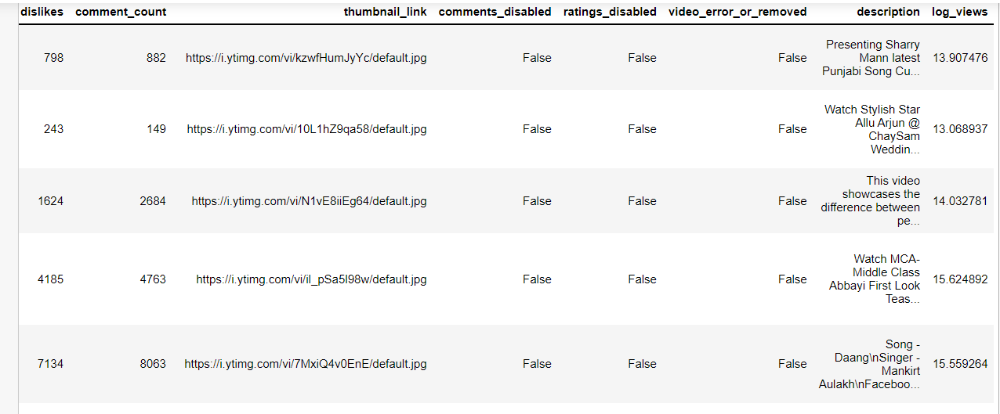 dislikes comment_count thumbnail_link comments_disabled ratings_disabled video_error_or_removed description log_views
798 882 https://i.ytimg.com/vi/kzwfHumJyYc/default.jpg False False False Presenting Sharry 13.907476
Mann latest
Punjabi Song Cu...
243 149 https://i.ytimg.com/vi/10L1hZ9qa58/default.jpg False False False Watch Stylish Star 13.068937
Allu Arjun @
ChaySam
Weddin...
1624 2684 https://i.ytimg.com/vi/N1vE8iiEg64/default.jpg False False False This video 14.032781
showcases the
difference between
pe...
4185 4763 https://i.ytimg.com/vi/il_pSa5l98w/default.jpg False False False Watch MCA- 15.624892
Middle Class
Abbayi First Look
Teas...
7134 8063 https://i.ytimg.com/vi/7MxiQ4v0EnE/default.jpg False False False Song - 15.559264
Daang\nSinger -
Mankirt
Aulakh\nFaceboo...